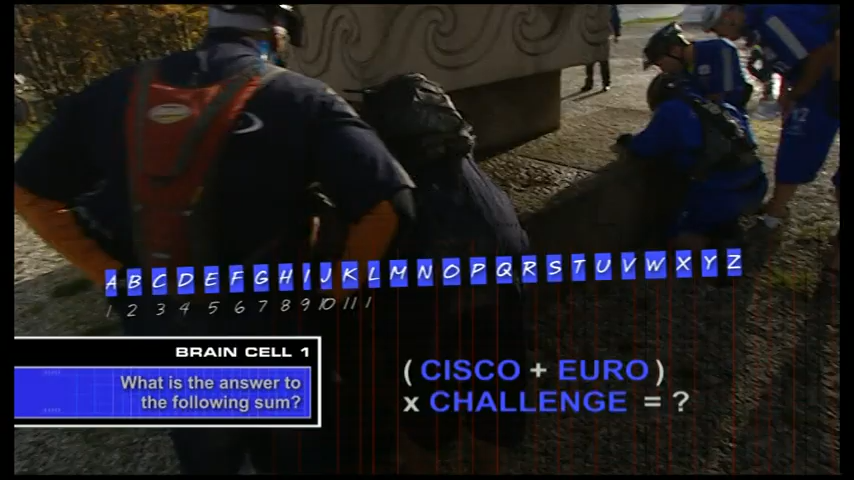 A B C D E F G H I J K L M N O P Q R S T U V W X Y Z
1 2 3 4 5 6 7 8 9 10 11 1
BRAIN CELL 1
What is the answer to
the following sum?
( CISCO + EURO )
x CHALLENGE = ?